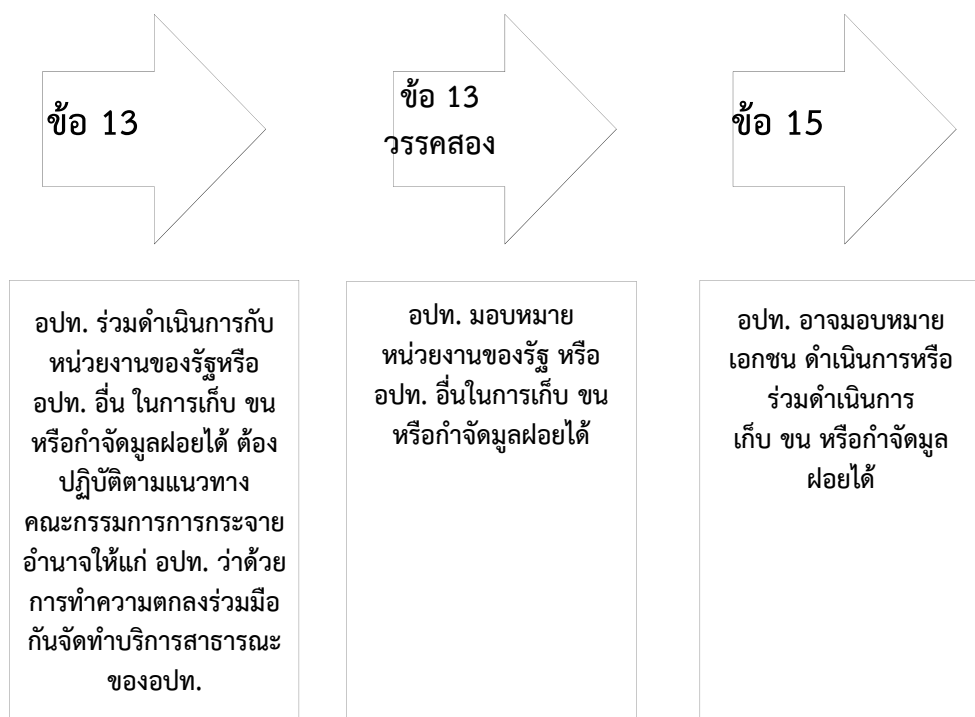 ข้อ 13
ข้อ 13
วรรคสอง
ข้อ 15
อปท. ร่วมดำเนินการกับ
หน่วยงานของรัฐหรือ
อปท. อื่น ในการเก็บ ขน
หรือกำจัดมูลฝอยได้ ต้อง
ปฏิบัติตามแนวทาง
คณะกรรมการการกระจาย
อำนาจให้แก่ อปท. ว่าด้วย
การทำความตกลงร่วมมือ
กันจัดทำบริการสาธารณะ
ของอปท.
อปท. มอบหมาย
หน่วยงานของรัฐ หรือ
อปท. อื่นในการเก็บ ขน
หรือกำจัดมูลฝอยได้
อปท. อาจมอบหมาย
เอกชน ดำเนินการหรือ
ร่วมดำเนินการ
เก็บ ขน หรือกำจัดมูล
ฝอยได้